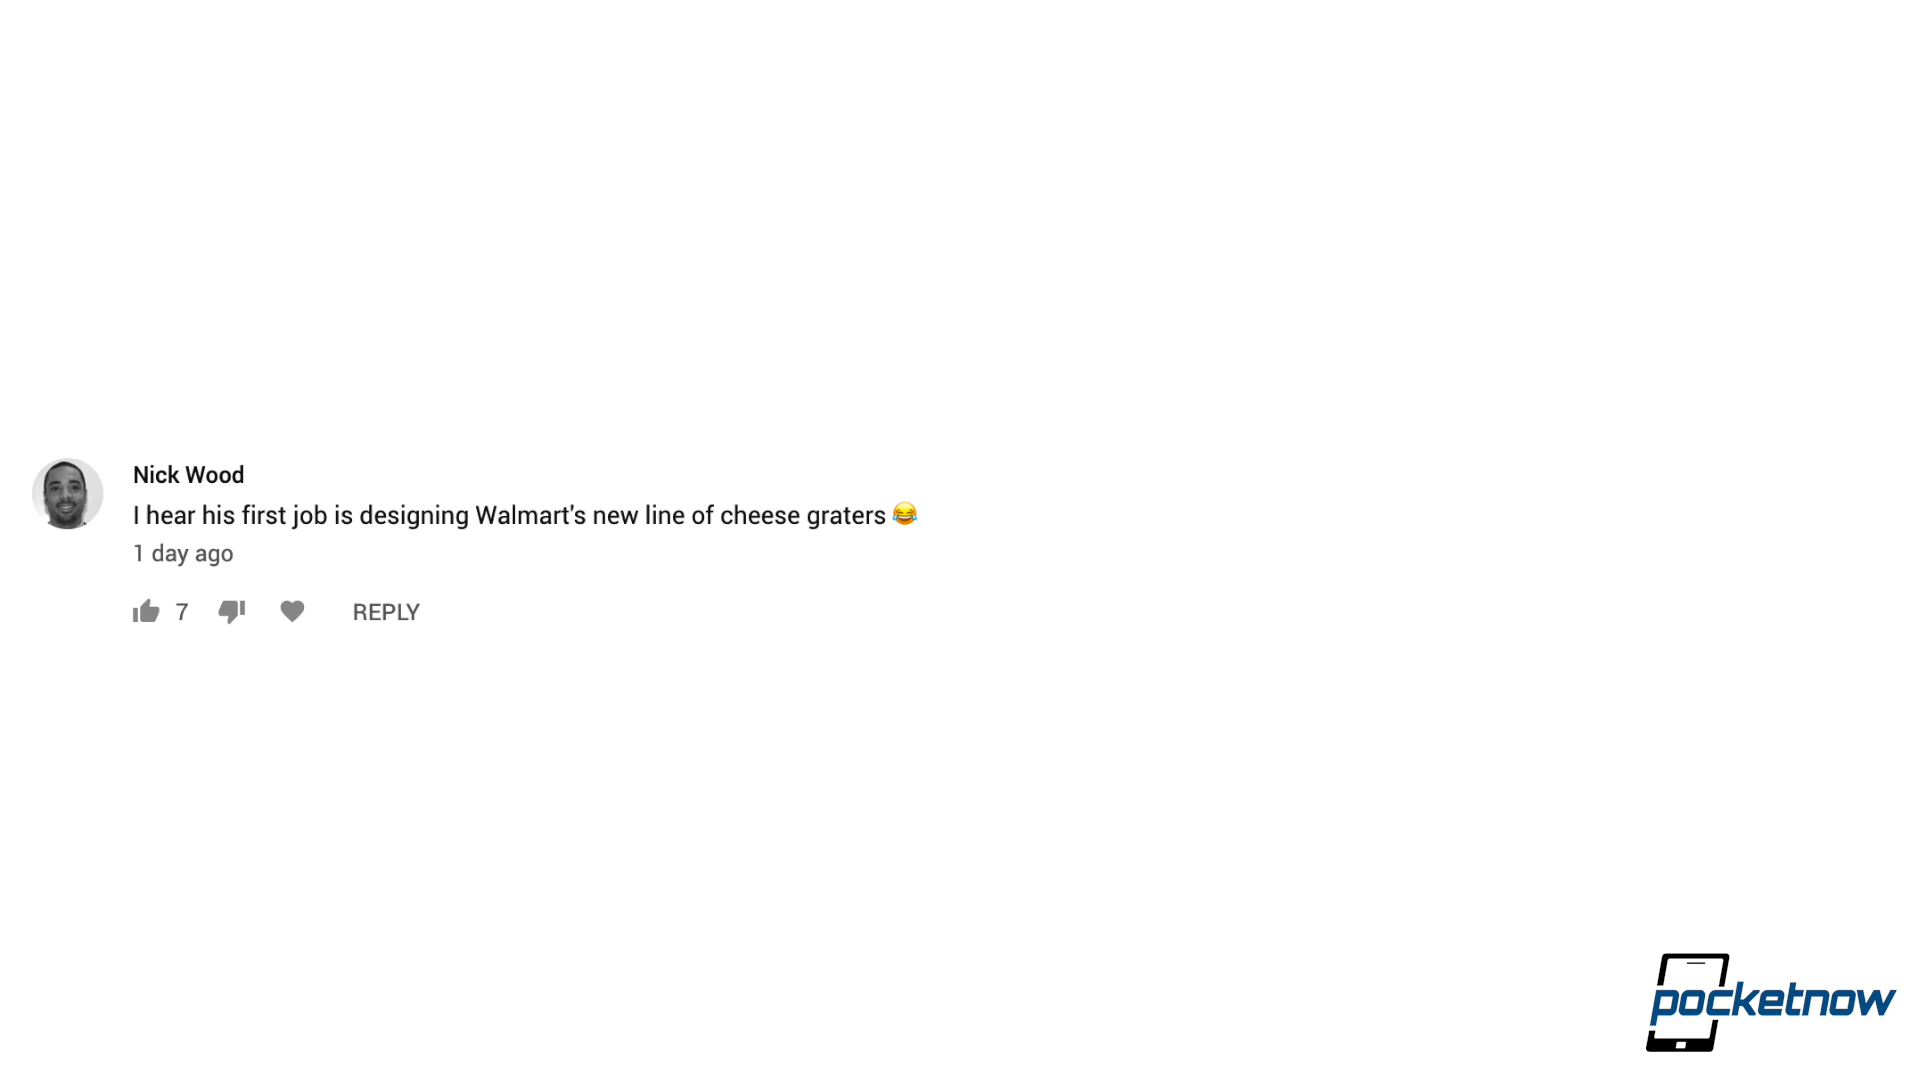 Nick Wood
I hear his first job is designing Walmart's new line of cheese graters 😂
1 day ago
7 REPLY
pocketnow